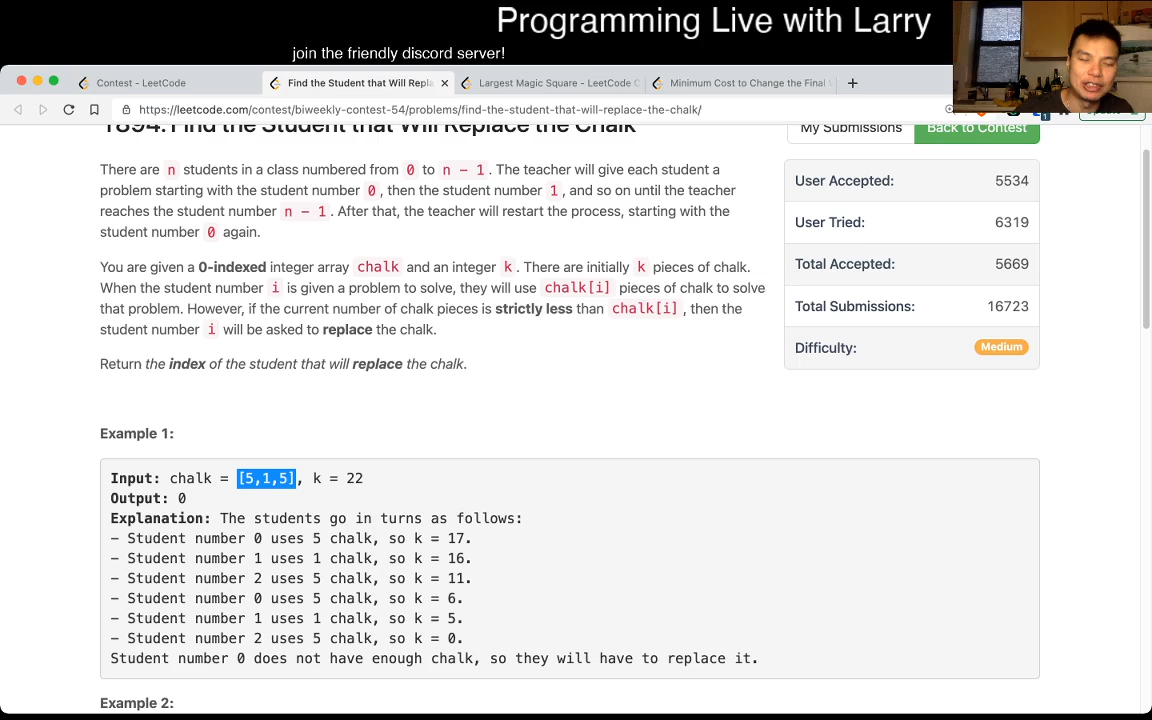 Programming Live with Larry
join the friendly discord server!
Contest - LeetCode
Find the Student that Will Repla
Largest Magic Square - LeetCode C
Minimum Cost to Change the Final
https://leetcode.com/contest/biweekly-contest-54/problems/find-the-student-that-will-replace-the-chalk/
1894. Find the Student that Will Replace the Chalk
My Submissions
Back to Contest
There are n students in a class numbered from 0 to n - 1. The teacher will give each student a
problem starting with the student number 0, then the student number 1, and so on until the teacher
reaches the student number n - 1. After that, the teacher will restart the process, starting with the
student number 0 again.
You are given a 0-indexed integer array chalk and an integer k. There are initially k pieces of chalk.
When the student number i is given a problem to solve, they will use chalk[i] pieces of chalk to solve
that problem. However, if the current number of chalk pieces is strictly less than chalk[i], then the
student number i will be asked to replace the chalk.
Return the index of the student that will replace the chalk.
User Accepted: 5534
User Tried: 6319
Total Accepted: 5669
Total Submissions: 16723
Difficulty: Medium
Example 1:
Input: chalk = [5,1,5], k = 22
Output: 0
Explanation: The students go in turns as follows:
- Student number 0 uses 5 chalk, so k = 17.
- Student number 1 uses 1 chalk, so k = 16.
- Student number 2 uses 5 chalk, so k = 11.
- Student number 0 uses 5 chalk, so k = 6.
- Student number 1 uses 1 chalk, so k = 5.
- Student number 2 uses 5 chalk, so k = 0.
Student number 0 does not have enough chalk, so they will have to replace it.
Example 2: